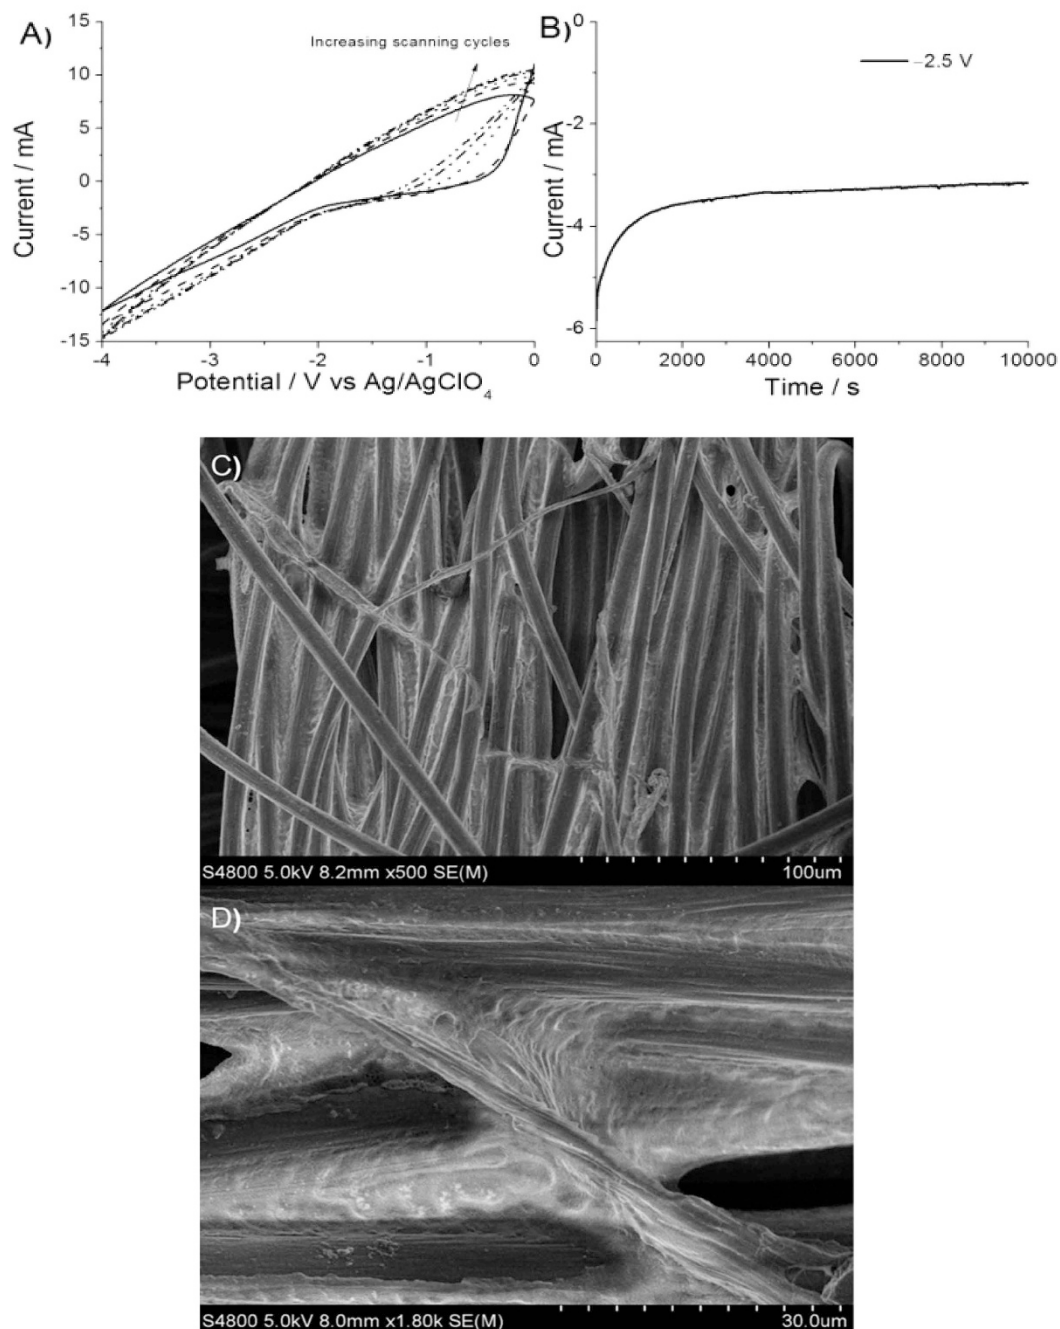 A)
Increasing scanning cycles
15
10
5
0
-5
-10
-15
Current / mA
-4 -3 -2 -1 0
Potential / V vs Ag/AgClO4
B)
–2.5 V
0
-2
-4
-6
Current / mA
0 2000 4000 6000 8000 10000
Time / s
C)
S4800 5.0kV 8.2mm x500 SE(M) 100um
D)
S4800 5.0kV 8.0mm x1.80k SE(M) 30.0um